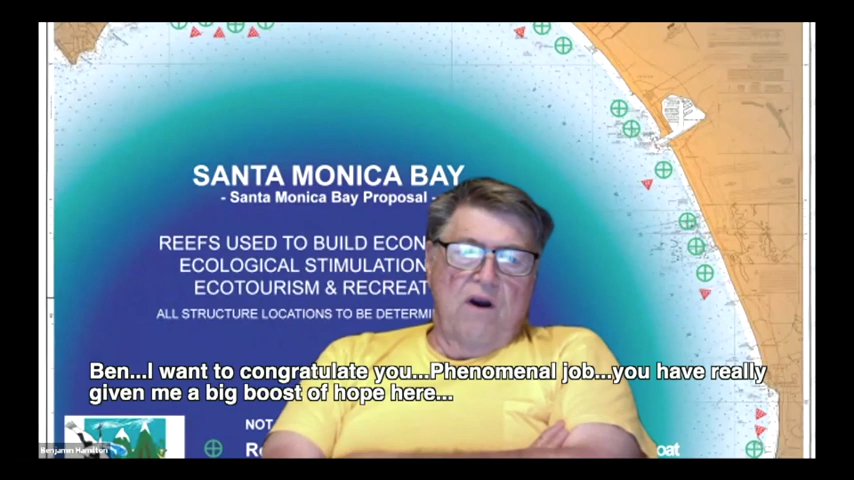 SANTA MONICA BAY
- Santa Monica Bay Proposal -
REEFS USED TO BUILD ECON
ECOLOGICAL STIMULATION
ECOTOURISM & RECREAT
ALL STRUCTURE LOCATIONS TO BE DETERMI
Ben...I want to congratulate you...Phenomenal job...you have really
given me a big boost of hope here...
NOT
Re
oat
Benjamin Hamilton